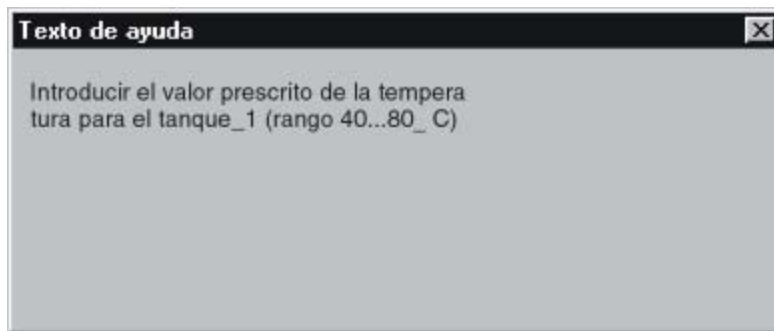 Texto de ayuda
Introducir el valor prescrito de la tempera
tura para el tanque_1 (rango 40...80_ C)